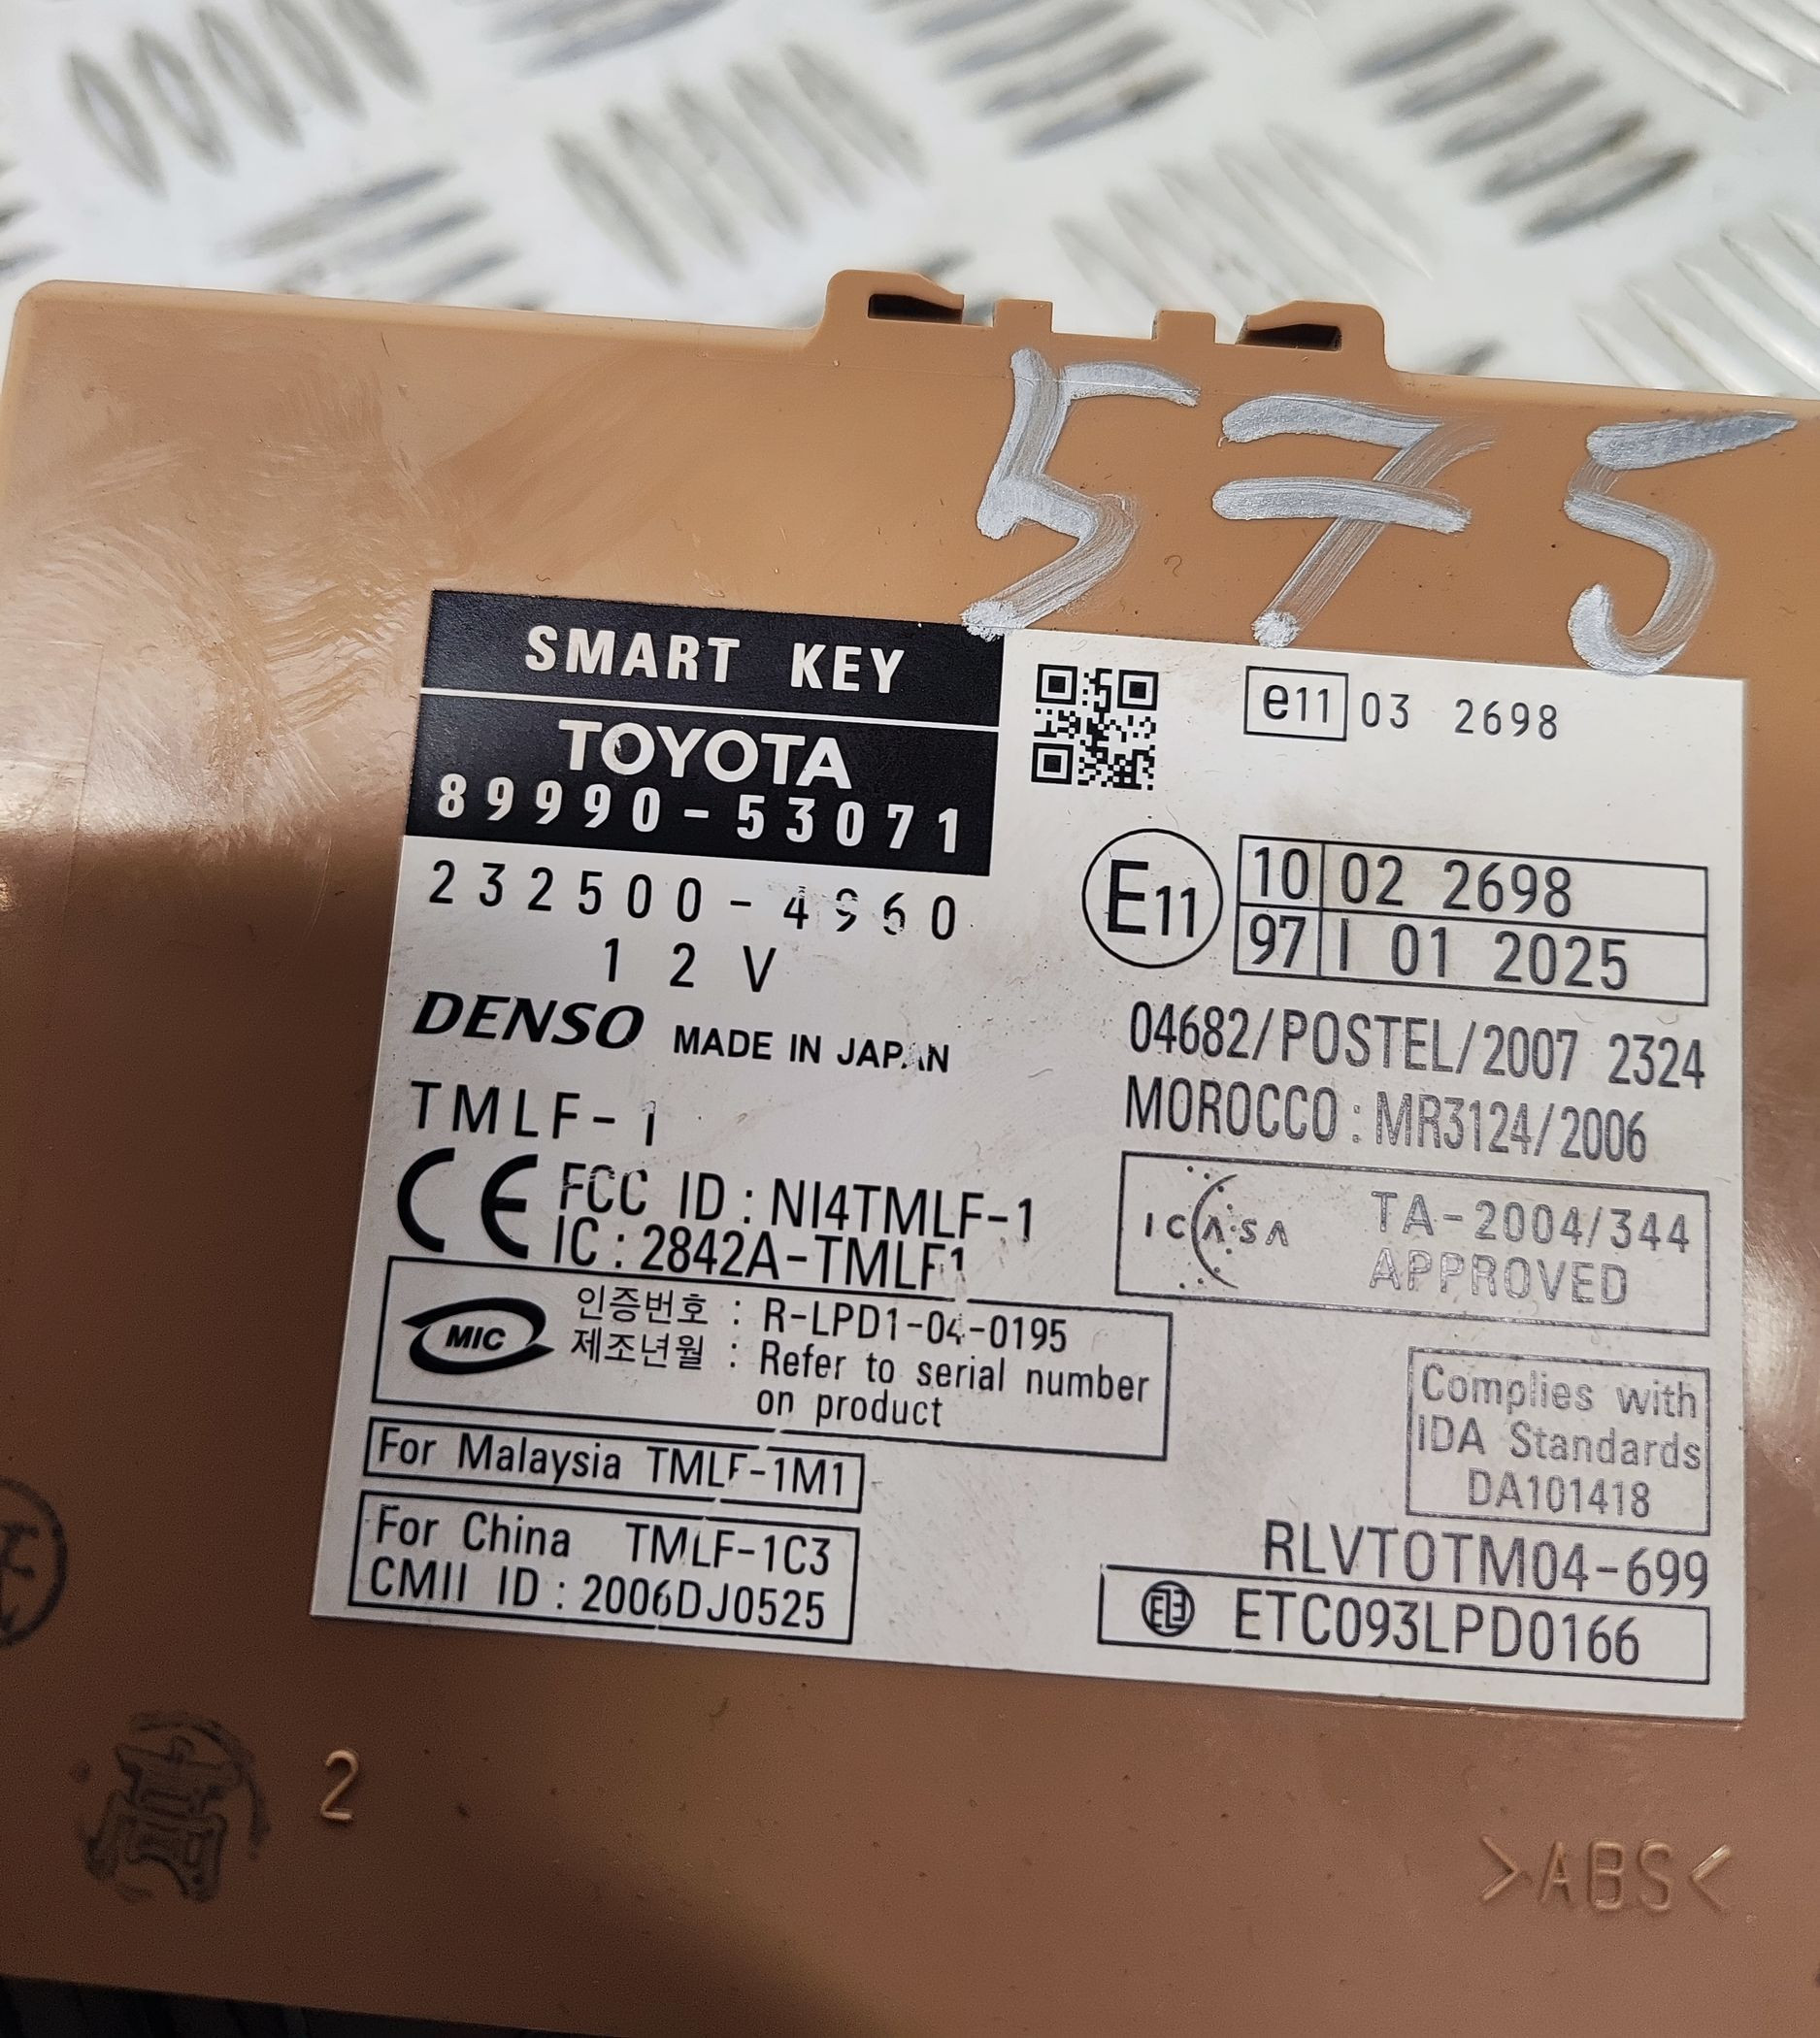 575
SMART KEY
TOYOTA
89990-53071
232500-4960
12V
DENSO MADE IN JAPAN
TMLF-1
CE FCC ID : NI4TMLF-1
IC : 2842A-TMLF1
MIC 인증번호 : R-LPD1-04-0195
제조년월 : Refer to serial number
on product
For Malaysia TMLF-1M1
For China TMLF-1C3
CMII ID : 2006DJ0525
e11 03 2698
E11 10 02 2698
97 I 01 2025
04682/POSTEL/2007 2324
MOROCCO : MR3124/2006
ICASA TA-2004/344
APPROVED
Complies with
IDA Standards
DA101418
RLVTOTM04-699
ETC093LPD0166
2
>ABS<